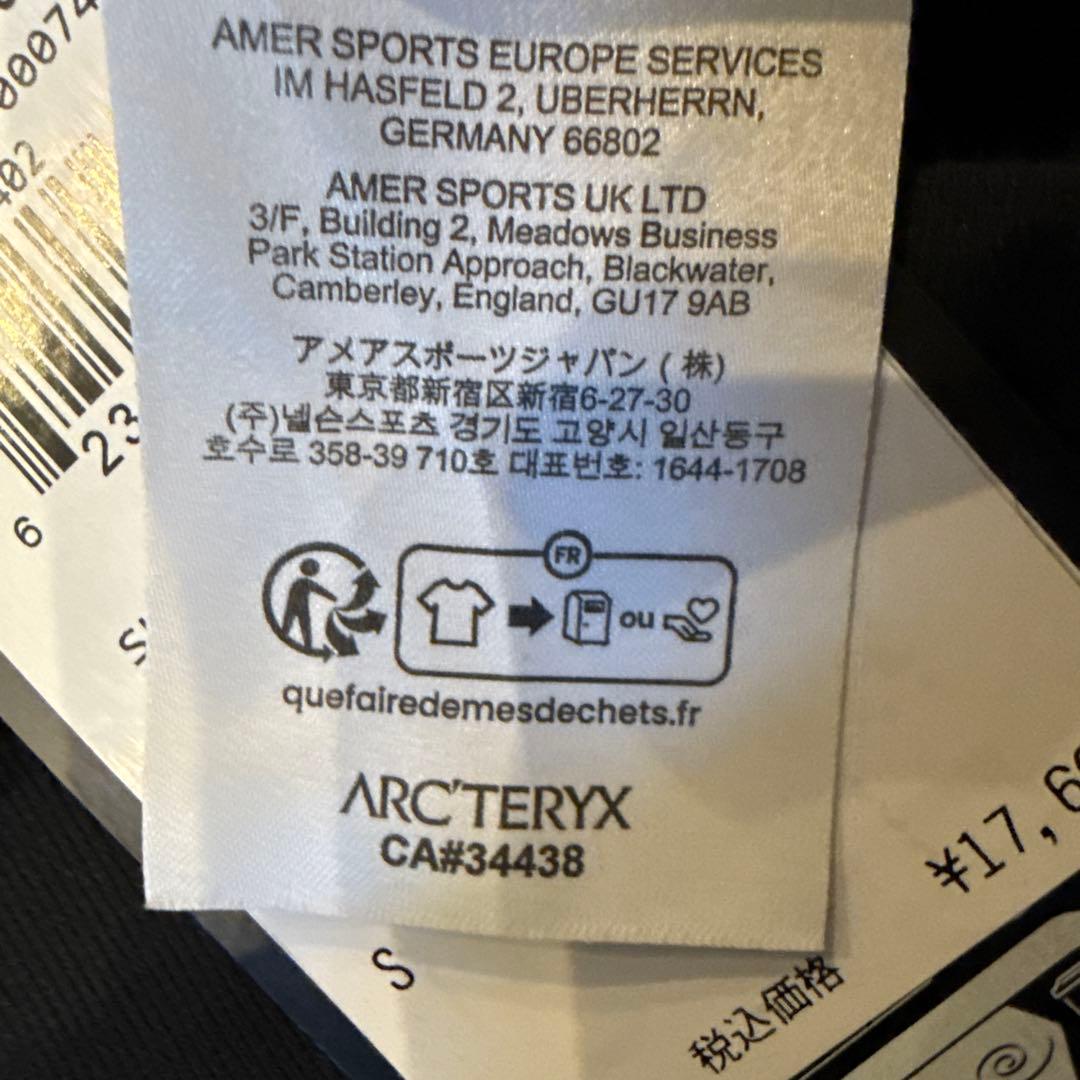 AMER SPORTS EUROPE SERVICES
IM HASFELD 2, UBERHERRN,
GERMANY 66802
AMER SPORTS UK LTD
3/F, Building 2, Meadows Business
Park Station Approach, Blackwater,
Camberley, England, GU17 9AB
アメアスポーツジャパン (株)
東京都新宿区新宿6-27-30
(주)넬슨스포츠 경기도 고양시 일산동구
호수로 358-39 710호 대표번호: 1644-1708
FR
ou
quefairedemesdechets.fr
ARC'TERYX
CA#34438
6
23
S
¥17,6
税込価格